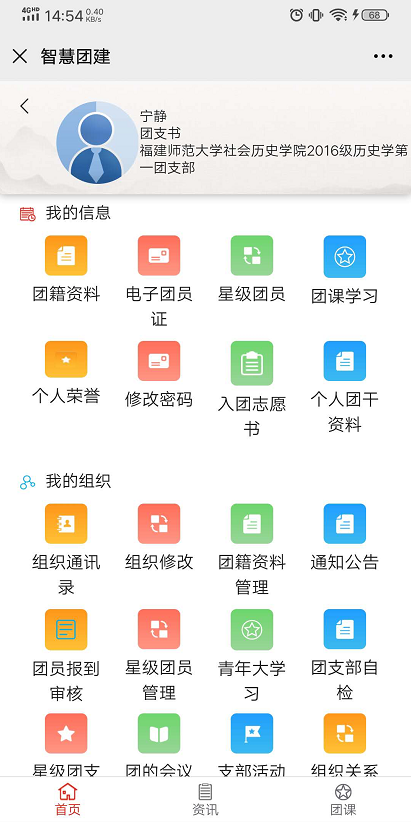 4GHD 14:54 0.40 KB/s 68
智慧团建
宁静
团支书
福建师范大学社会历史学院2016级历史学第
一团支部
我的信息
团籍资料 电子团员证 星级团员 团课学习
个人荣誉 修改密码 入团志愿书 个人团干资料
我的组织
组织通讯录 组织修改 团籍资料管理 通知公告
团员报到审核 星级团员管理 青年大学习 团支部自检
星级团支 团的会议 支部活动 组织关系
首页 资讯 团课